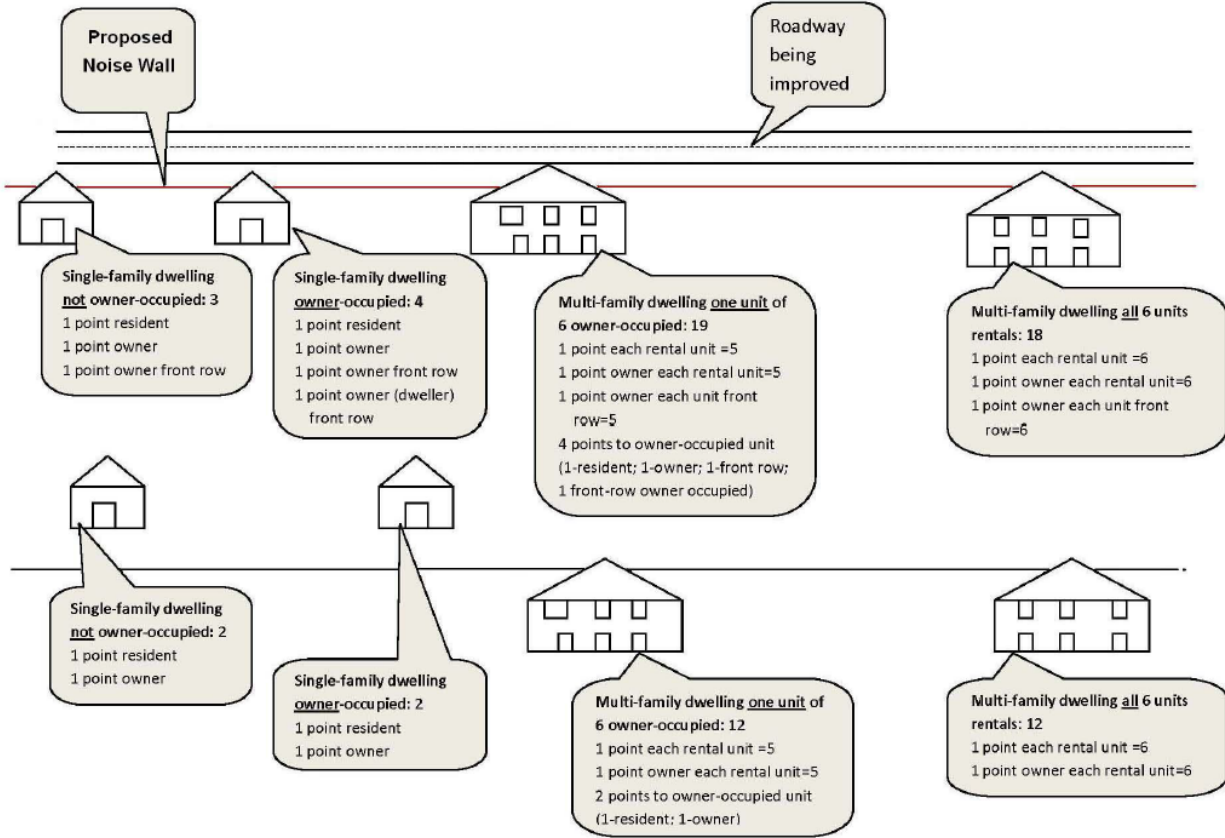 Proposed
Noise Wall
Roadway
being
improved
Single-family dwelling
not owner-occupied: 3
1 point resident
1 point owner
1 point owner front row
Single-family dwelling
owner-occupied: 4
1 point resident
1 point owner
1 point owner front row
1 point owner (dweller)
front row
Multi-family dwelling one unit of
6 owner-occupied: 19
1 point each rental unit =5
1 point owner each rental unit=5
1 point owner each unit front
row=5
4 points to owner-occupied unit
(1-resident; 1-owner; 1-front row;
1 front-row owner occupied)
Multi-family dwelling all 6 units
rentals: 18
1 point each rental unit =6
1 point owner each rental unit=6
1 point owner each unit front
row=6
Single-family dwelling
not owner-occupied: 2
1 point resident
1 point owner
Single-family dwelling
owner-occupied: 2
1 point resident
1 point owner
Multi-family dwelling one unit of
6 owner-occupied: 12
1 point each rental unit =5
1 point owner each rental unit=5
2 points to owner-occupied unit
(1-resident; 1-owner)
Multi-family dwelling all 6 units
rentals: 12
1 point each rental unit =6
1 point owner each rental unit=6